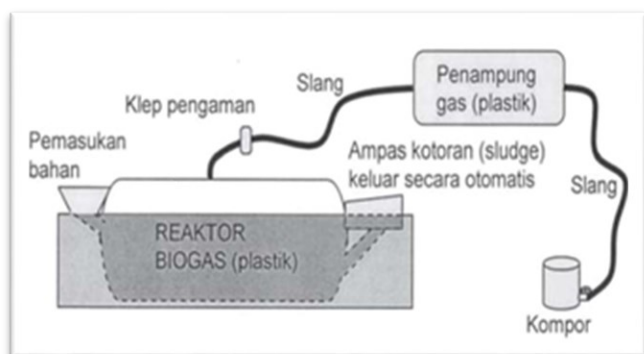 Slang
Penampung
gas (plastik)
Klep pengaman
Pemasukan
bahan
Ampas kotoran (sludge)
keluar secara otomatis
Slang
REAKTOR
BIOGAS (plastik)
Kompor